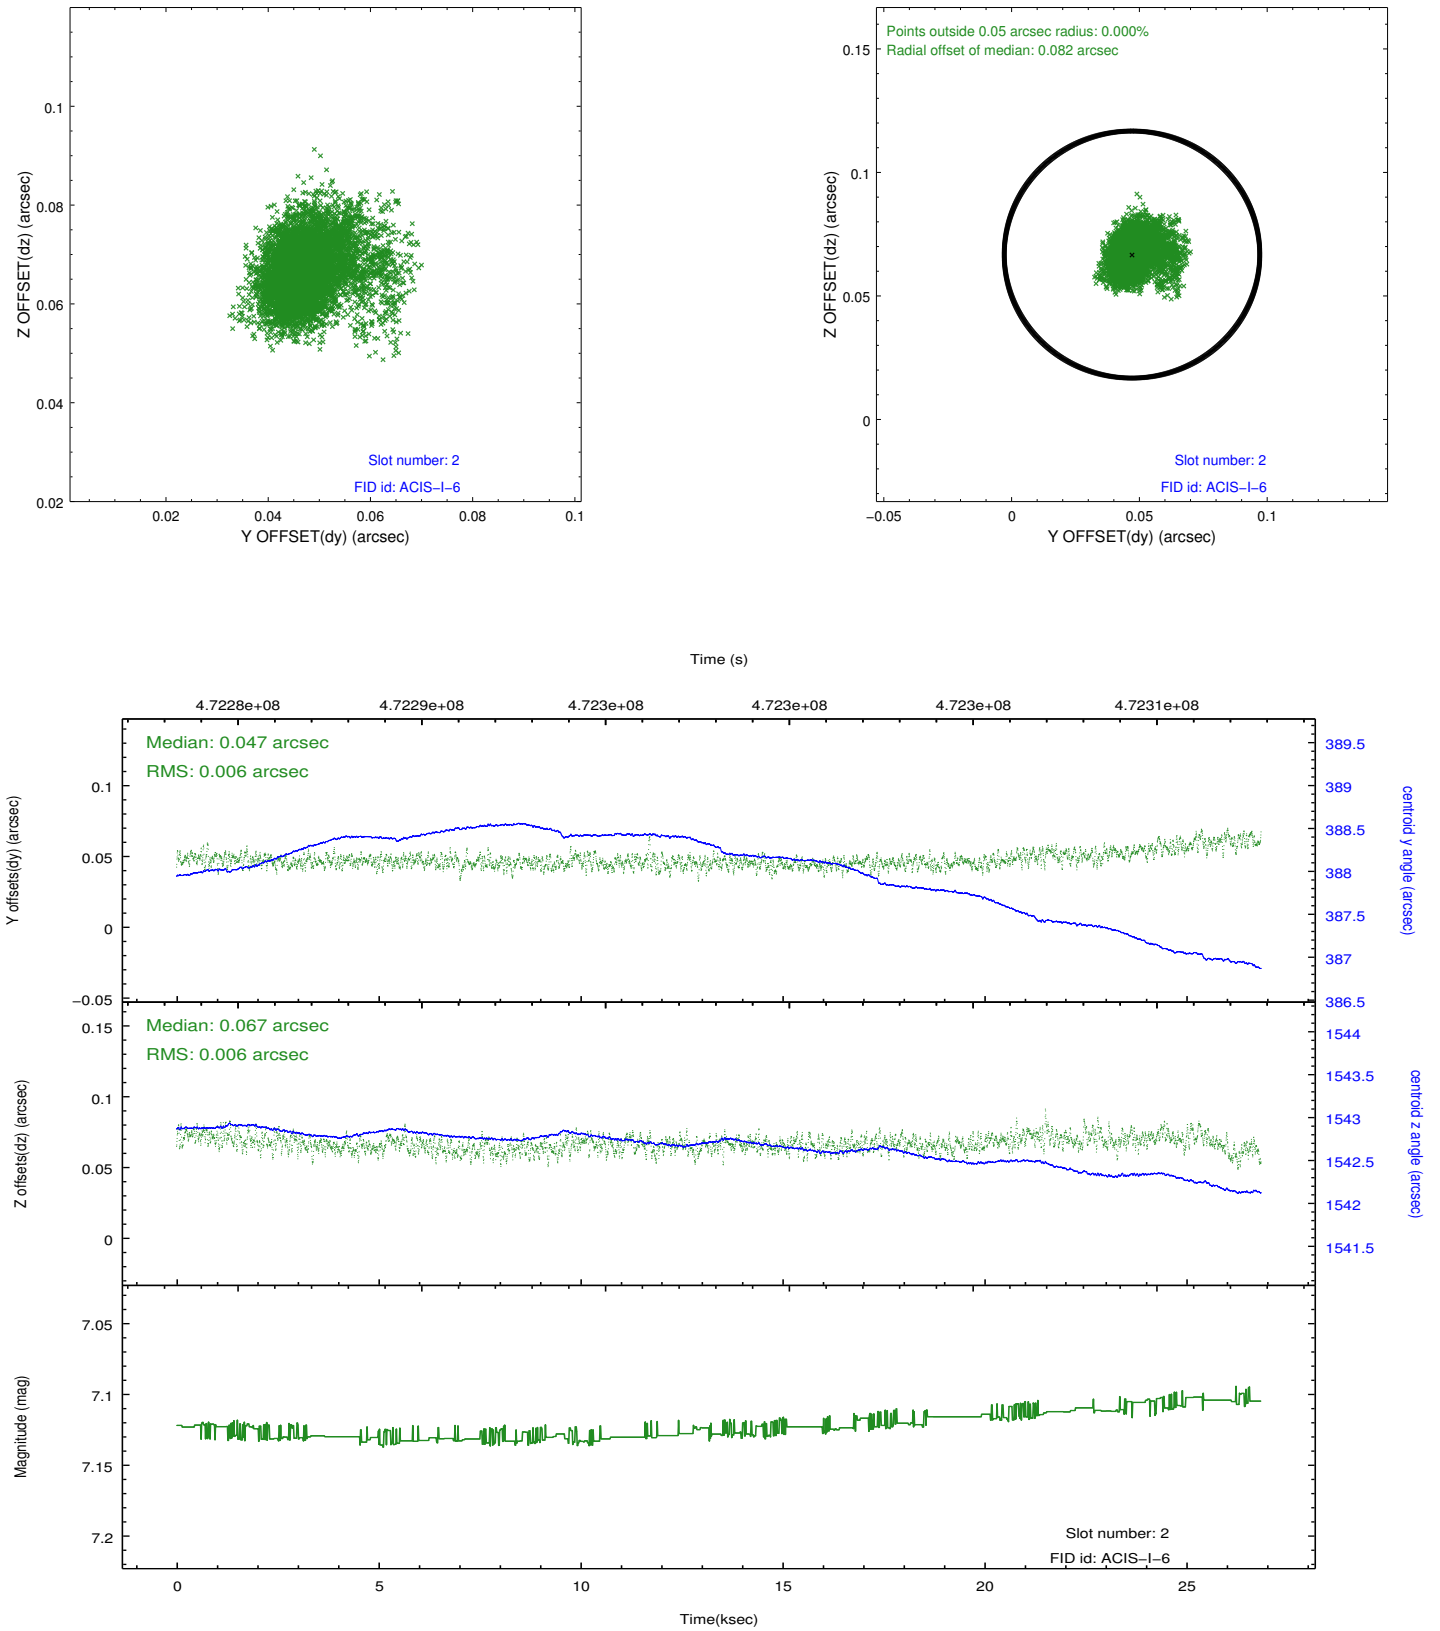 0.1
0.08
0.06
0.04
0.02
Z OFFSET(dz) (arcsec)
Slot number: 2
FID id: ACIS−I−6
0.02 0.04 0.06 0.08 0.1
Y OFFSET(dy) (arcsec)
Points outside 0.05 arcsec radius: 0.000%
Radial offset of median: 0.082 arcsec
0.15
0.1
0.05
0
Z OFFSET(dz) (arcsec)
Slot number: 2
FID id: ACIS−I−6
−0.05 0 0.05 0.1
Y OFFSET(dy) (arcsec)
Time (s)
4.7228e+08 4.7229e+08 4.723e+08 4.723e+08 4.723e+08 4.7231e+08
Median: 0.047 arcsec
RMS: 0.006 arcsec
0.1
0.05
0
−0.05
Y offsets(dy) (arcsec)
389.5
389
388.5
388
387.5
387
386.5
centroid y angle (arcsec)
Median: 0.067 arcsec
RMS: 0.006 arcsec
0.15
0.1
0.05
0
Z offsets(dz) (arcsec)
1544
1543.5
1543
1542.5
1542
1541.5
centroid z angle (arcsec)
7.05
7.1
7.15
7.2
Magnitude (mag)
Slot number: 2
FID id: ACIS−I−6
0 5 10 15 20 25
Time(ksec)